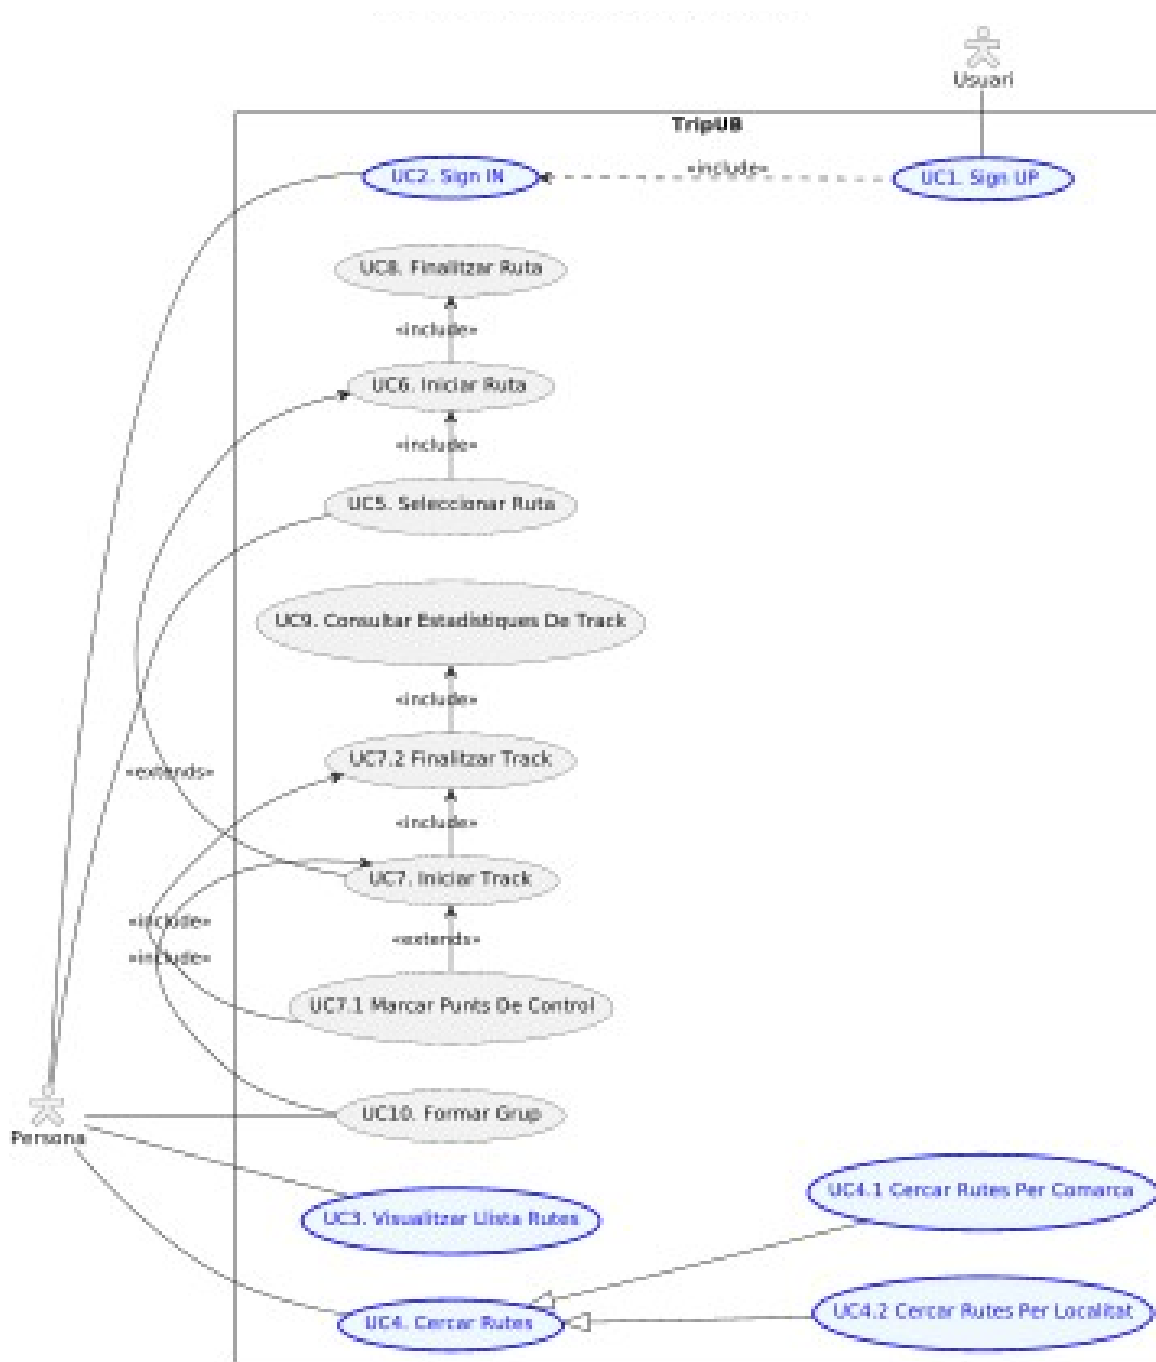 Usuari
TripUB
UC2. Sign IN
«include»
UC1. Sign UP
UC8. Finalitzar Ruta
«include»
UC6. Iniciar Ruta
«include»
UC5. Seleccionar Ruta
UC9. Consultar Estadístiques De Track
«include»
UC7.2 Finalitzar Track
«extends»
«include»
UC7. Iniciar Track
«include»
«extends»
«include»
UC7.1 Marcar Punts De Control
UC10. Formar Grup
Persona
UC4.1 Cercar Rutes Per Comarca
UC3. Visualitzar Llista Rutes
UC4.2 Cercar Rutes Per Localitat
UC4. Cercar Rutes